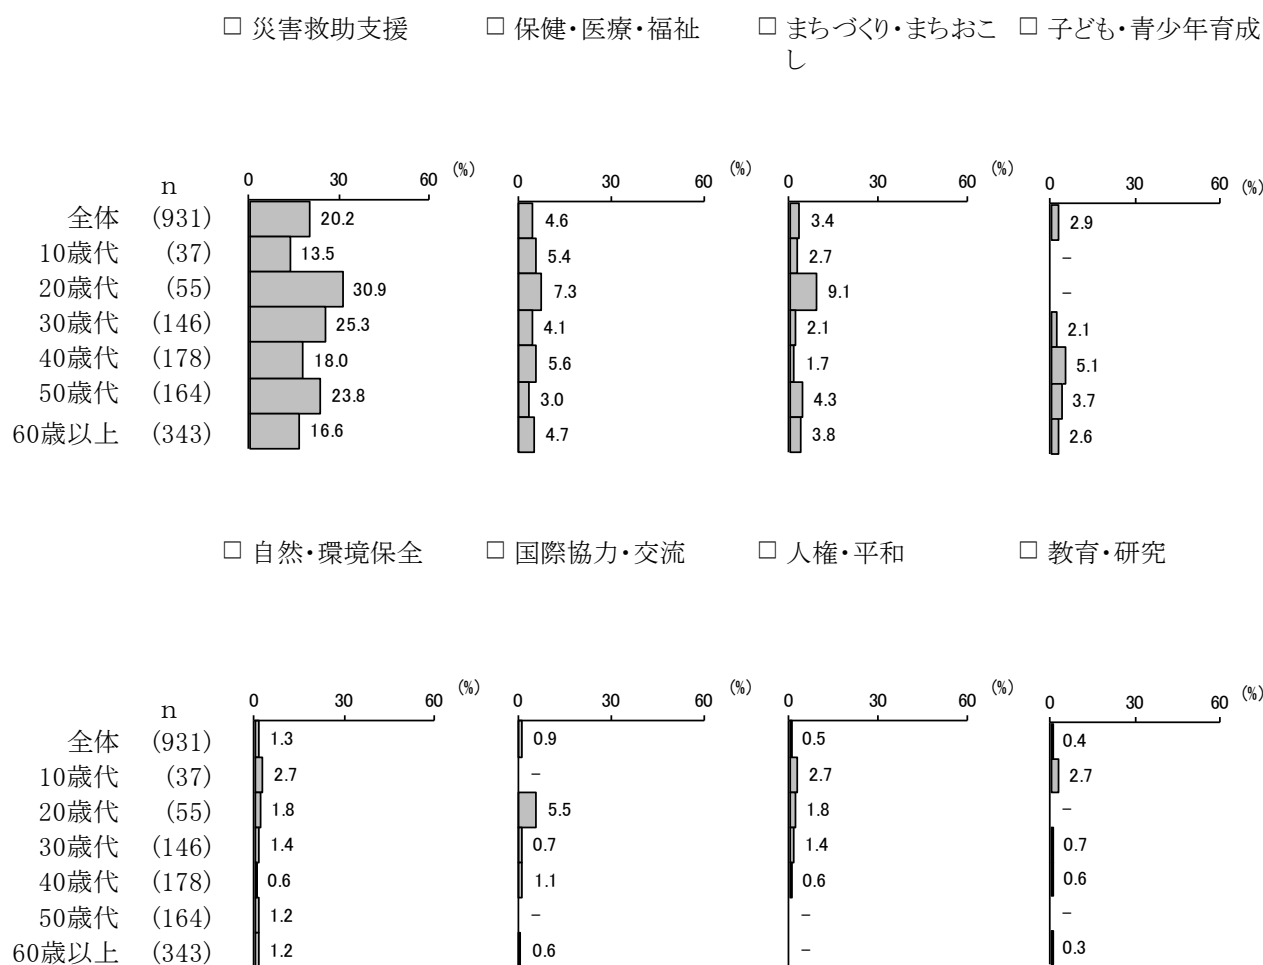 □ 災害救助支援 □ 保健・医療・福祉 □ まちづくり・まちおこ □ 子ども・青少年育成
し
n 0 30 60 (%) 0 60 (%) 0 30 60 (%) 0 30 60 (%)
全体 (931) 20.2 4.6 3.4 2.9
10歳代 (37) 13.5 5.4 2.7 −
20歳代 (55) 30.9 7.3 9.1 −
30歳代 (146) 25.3 4.1 2.1 2.1
40歳代 (178) 18.0 5.6 1.7 5.1
50歳代 (164) 23.8 3.0 4.3 3.7
60歳以上 (343) 16.6 4.7 3.8 2.6
□ 自然・環境保全 □ 国際協力・交流 □ 人権・平和 □ 教育・研究
n 0 30 60 (%) 0 60 (%) 0 30 60 (%) 0 30 60 (%)
全体 (931) 1.3 0.9 0.5 0.4
10歳代 (37) 2.7 − 2.7 2.7
20歳代 (55) 1.8 5.5 1.8 −
30歳代 (146) 1.4 0.7 1.4 0.7
40歳代 (178) 0.6 1.1 0.6 0.6
50歳代 (164) 1.2 − − −
60歳以上 (343) 1.2 0.6 − 0.3